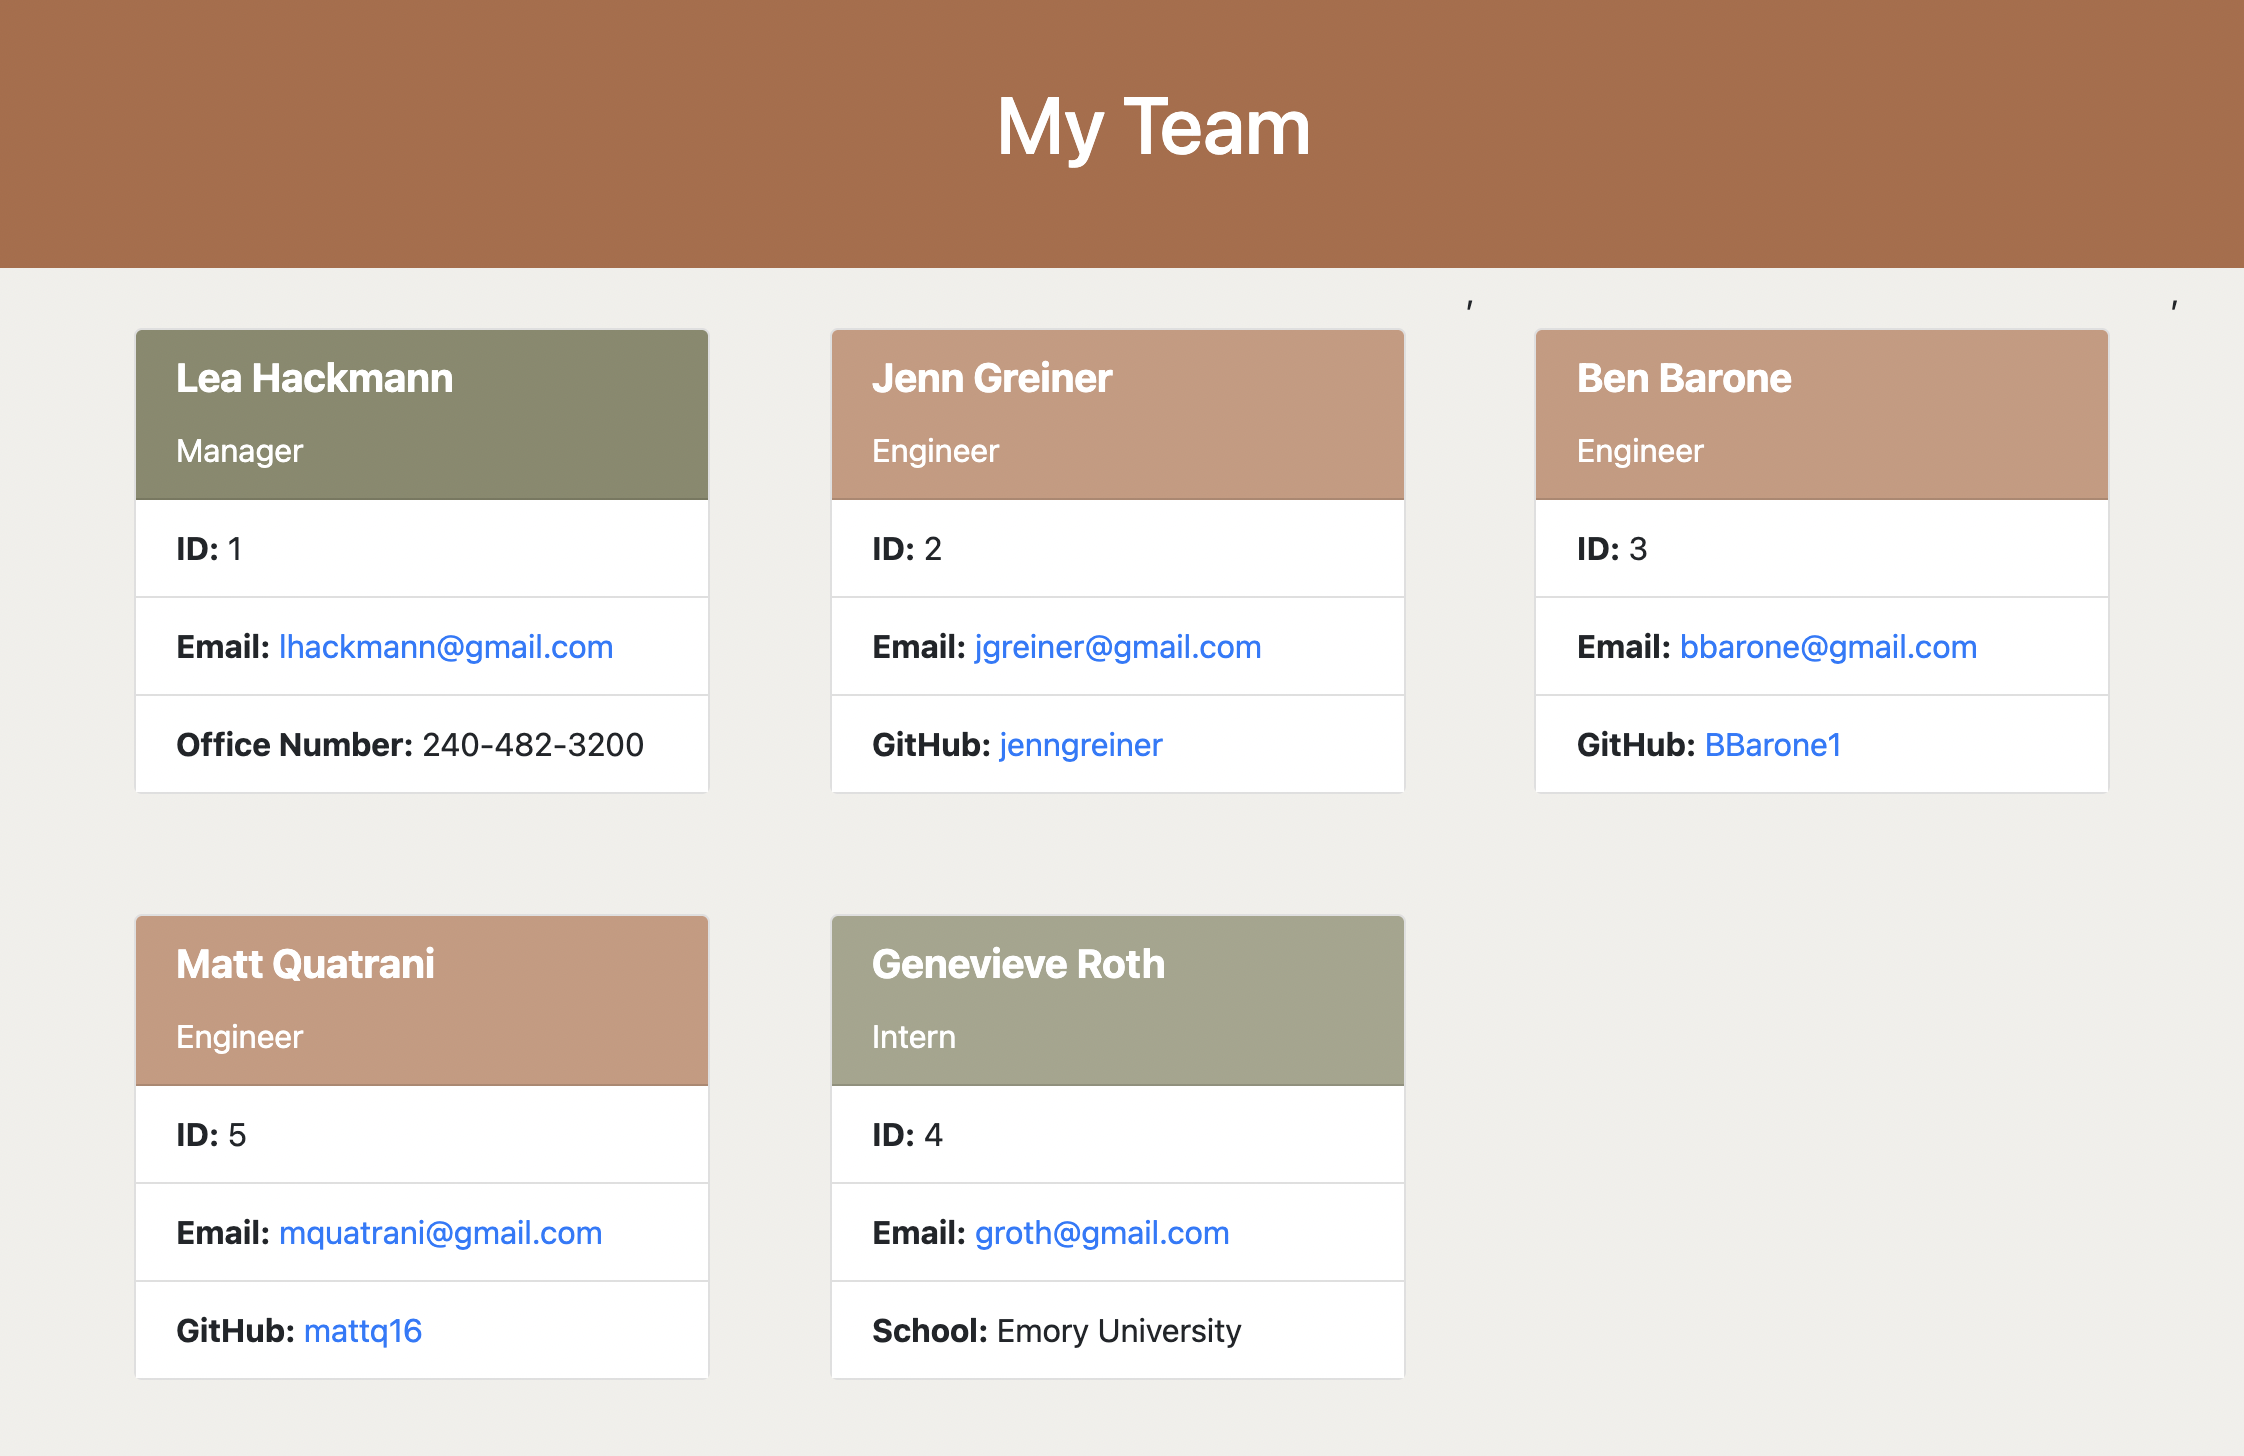 My Team
,
,
Lea Hackmann
Manager
ID: 1
Email: lhackmann@gmail.com
Office Number: 240-482-3200
Jenn Greiner
Engineer
ID: 2
Email: jgreiner@gmail.com
GitHub: jenngreiner
Ben Barone
Engineer
ID: 3
Email: bbarone@gmail.com
GitHub: BBarone1
Matt Quatrani
Engineer
ID: 5
Email: mquatrani@gmail.com
GitHub: mattq16
Genevieve Roth
Intern
ID: 4
Email: groth@gmail.com
School: Emory University